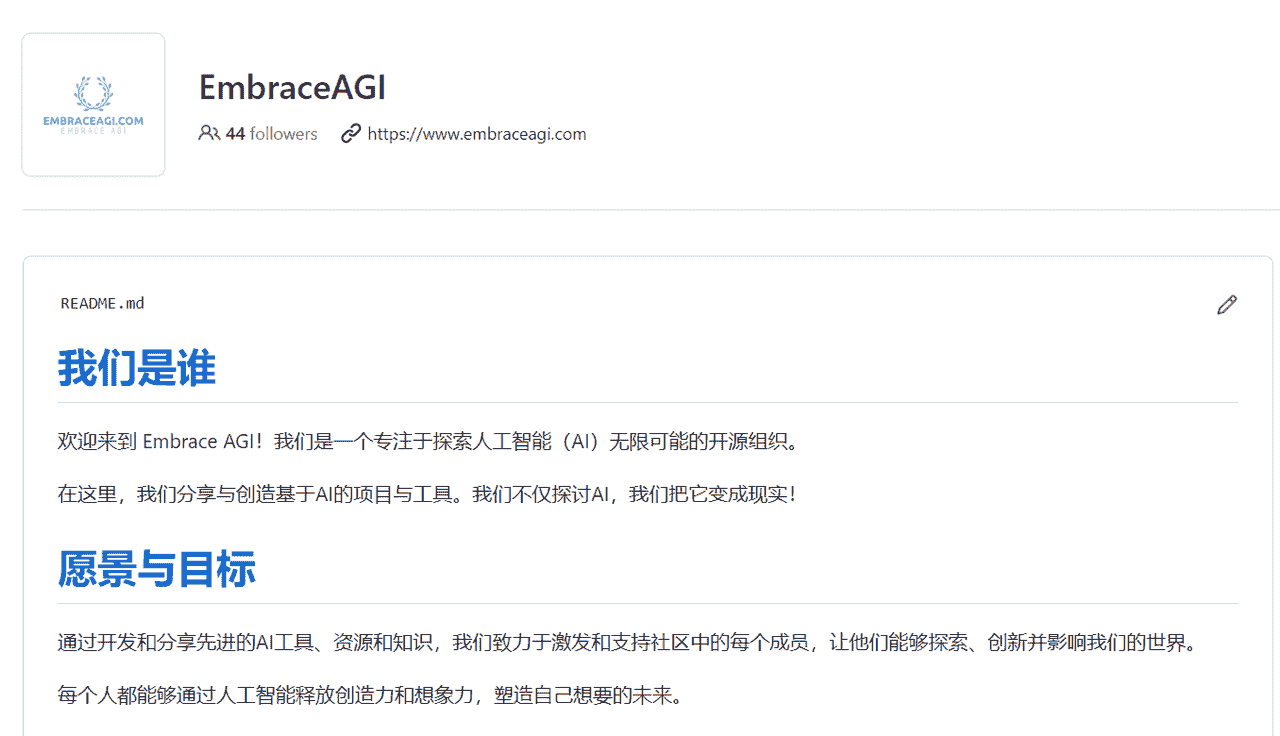 EMBRACEAGI.COM
EMBRACE AGI
EmbraceAGI
44 followers https://www.embraceagi.com
README.md
我们是谁
欢迎来到 Embrace AGI！我们是一个专注于探索人工智能（AI）无限可能的开源组织。
在这里，我们分享与创造基于AI的项目与工具。我们不仅探讨AI，我们把它变成现实！
愿景与目标
通过开发和分享先进的AI工具、资源和知识，我们致力于激发和支持社区中的每个成员，让他们能够探索、创新并影响我们的世界。
每个人都能够通过人工智能释放创造力和想象力，塑造自己想要的未来。